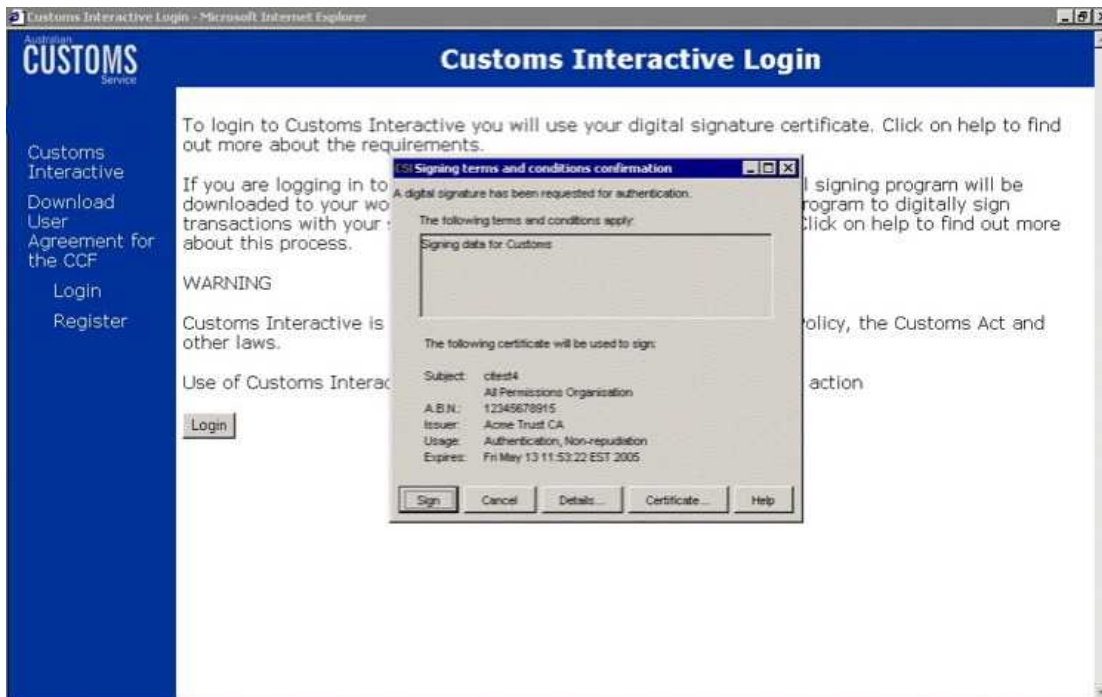 Customs Interactive Login - Microsoft Internet Explorer
Australian
CUSTOMS
Service
Customs Interactive Login
Customs
Interactive
Download
User
Agreement for
the CCF
Login
Register
To login to Customs Interactive you will use your digital signature certificate. Click on help to find
out more about the requirements.
If you are logging in to
l signing program will be
downloaded to your wo
rogram to digitally sign
transactions with your
Click on help to find out more
about this process.
WARNING
Customs Interactive is
olicy, the Customs Act and
other laws.
Use of Customs Interac
action
Login
CSI Signing terms and conditions confirmation
A digital signature has been requested for authentication.
The following terms and conditions apply:
Signing data for Customs
The following certificate will be used to sign:
Subject: citest4
All Permissions Organisation
A.B.N.: 12345678915
Issuer: Acme Trust CA
Usage: Authentication, Non-repudiation
Expires: Fri May 13 11:53:22 EST 2005
Sign
Cancel
Details...
Certificate...
Help